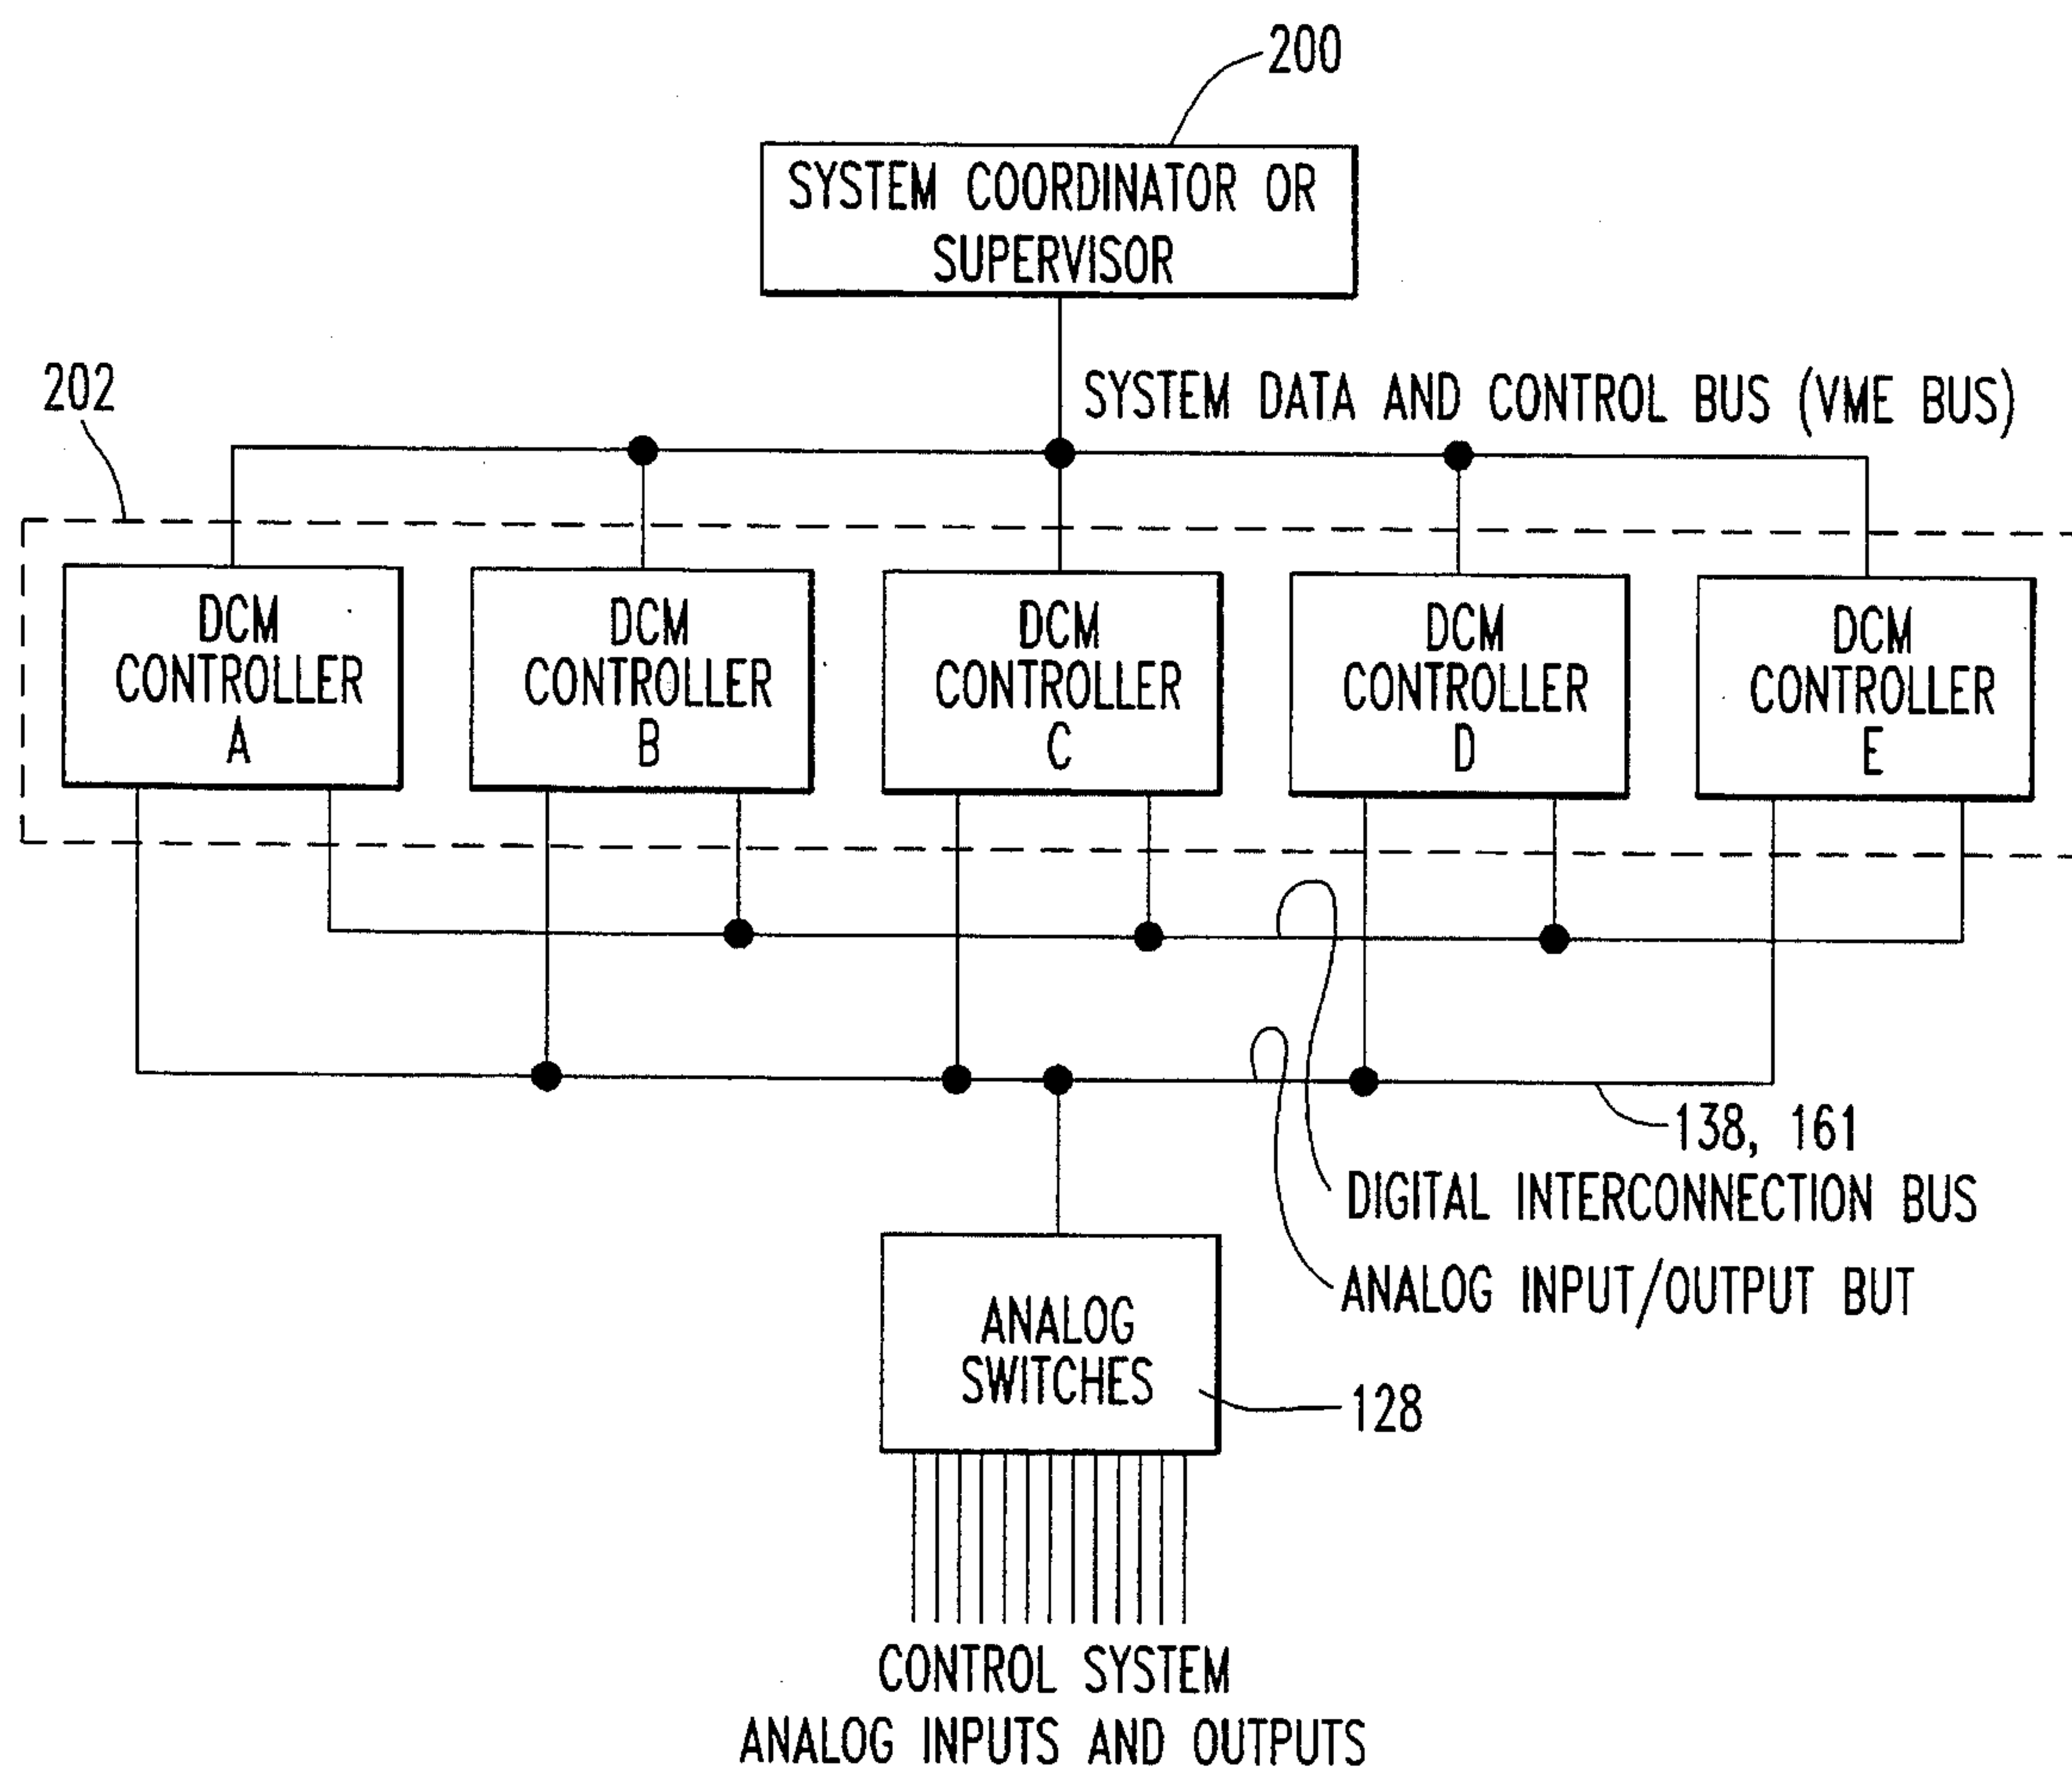 200
SYSTEM COORDINATOR OR
SUPERVISOR
202
SYSTEM DATA AND CONTROL BUS (VME BUS)
DCM
CONTROLLER
A
DCM
CONTROLLER
B
DCM
CONTROLLER
C
DCM
CONTROLLER
D
DCM
CONTROLLER
E
138, 161
DIGITAL INTERCONNECTION BUS
ANALOG INPUT/OUTPUT BUT
ANALOG
SWITCHES
128
CONTROL SYSTEM
ANALOG INPUTS AND OUTPUTS